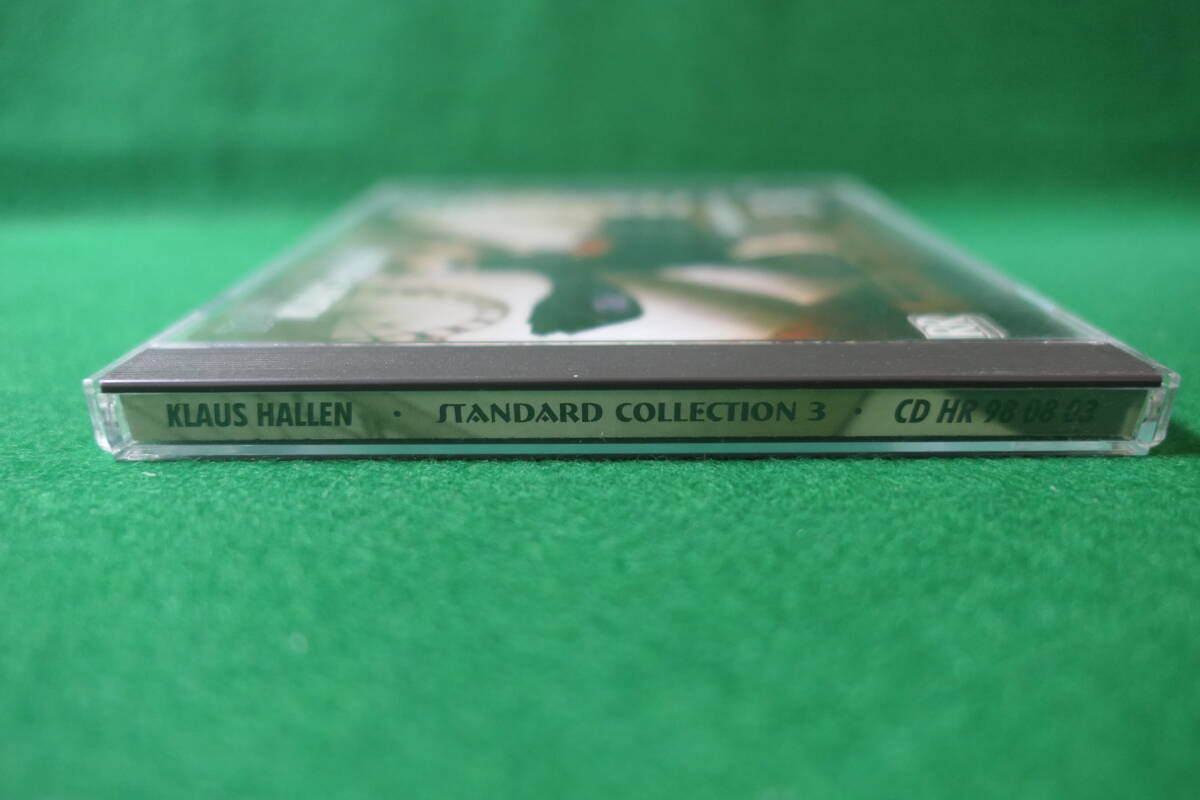 KLAUS HALLEN · STANDARD COLLECTION 3 · CD HR 98 08 03